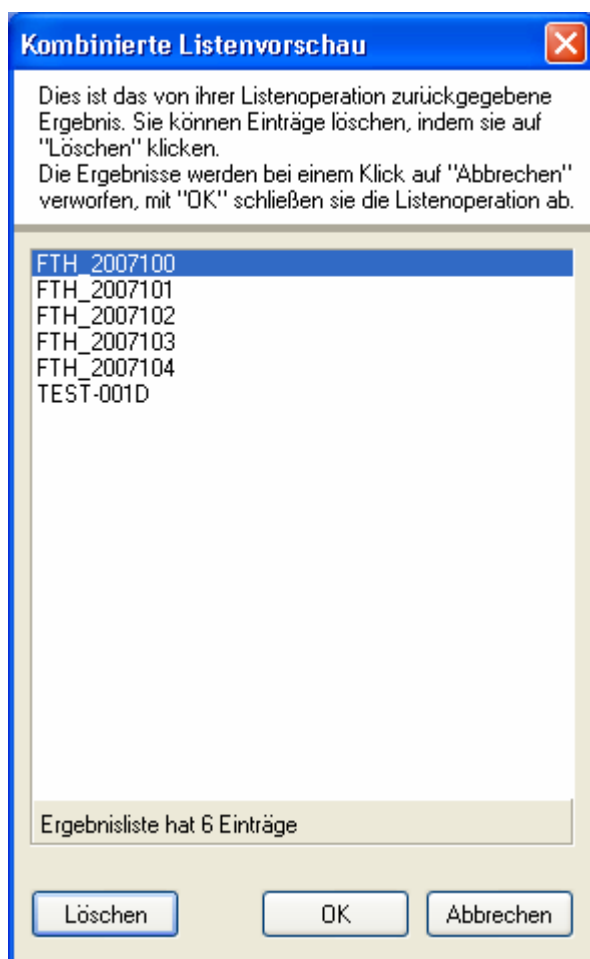 Kombinierte Listenvorschau
Dies ist das von ihrer Listenoperation zurückgegebene
Ergebnis. Sie können Einträge löschen, indem sie auf
"Löschen" klicken.
Die Ergebnisse werden bei einem Klick auf "Abbrechen"
verworfen, mit "OK" schließen sie die Listenoperation ab.
FTH_2007100
FTH_2007101
FTH_2007102
FTH_2007103
FTH_2007104
TEST-001D
Ergebnisliste hat 6 Einträge
Löschen OK Abbrechen